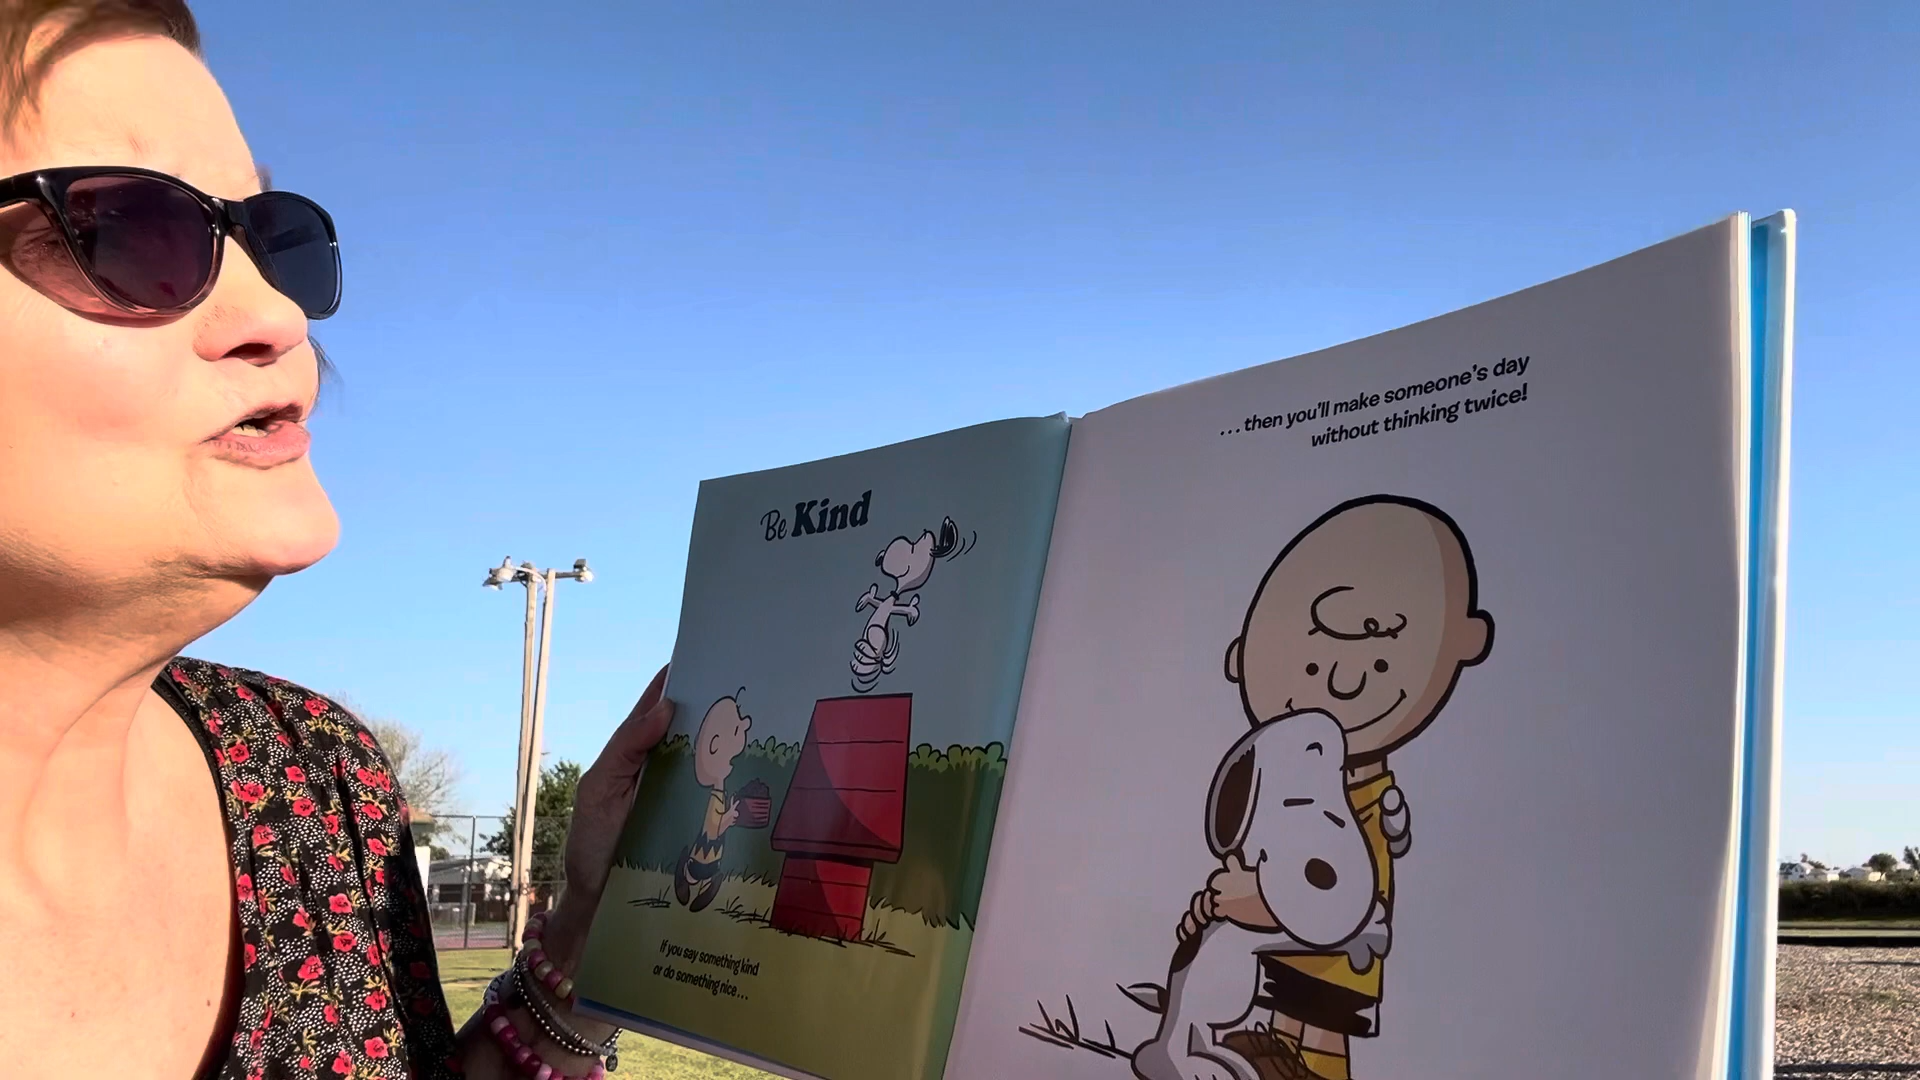 Be Kind
If you say something kind
or do something nice...
...then you'll make someone's day
without thinking twice!